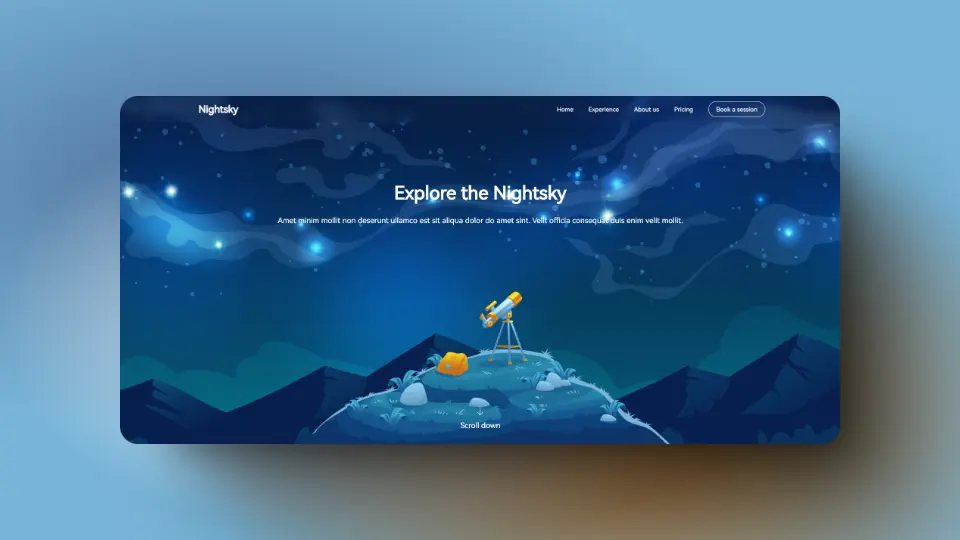 Nightsky
Home Experience About us Pricing Book a session
Explore the Nightsky
Amet minim mollit non deserunt ullamco est sit aliqua dolor do amet sint. Velit officia consequat duis enim velit mollit.
Scroll down